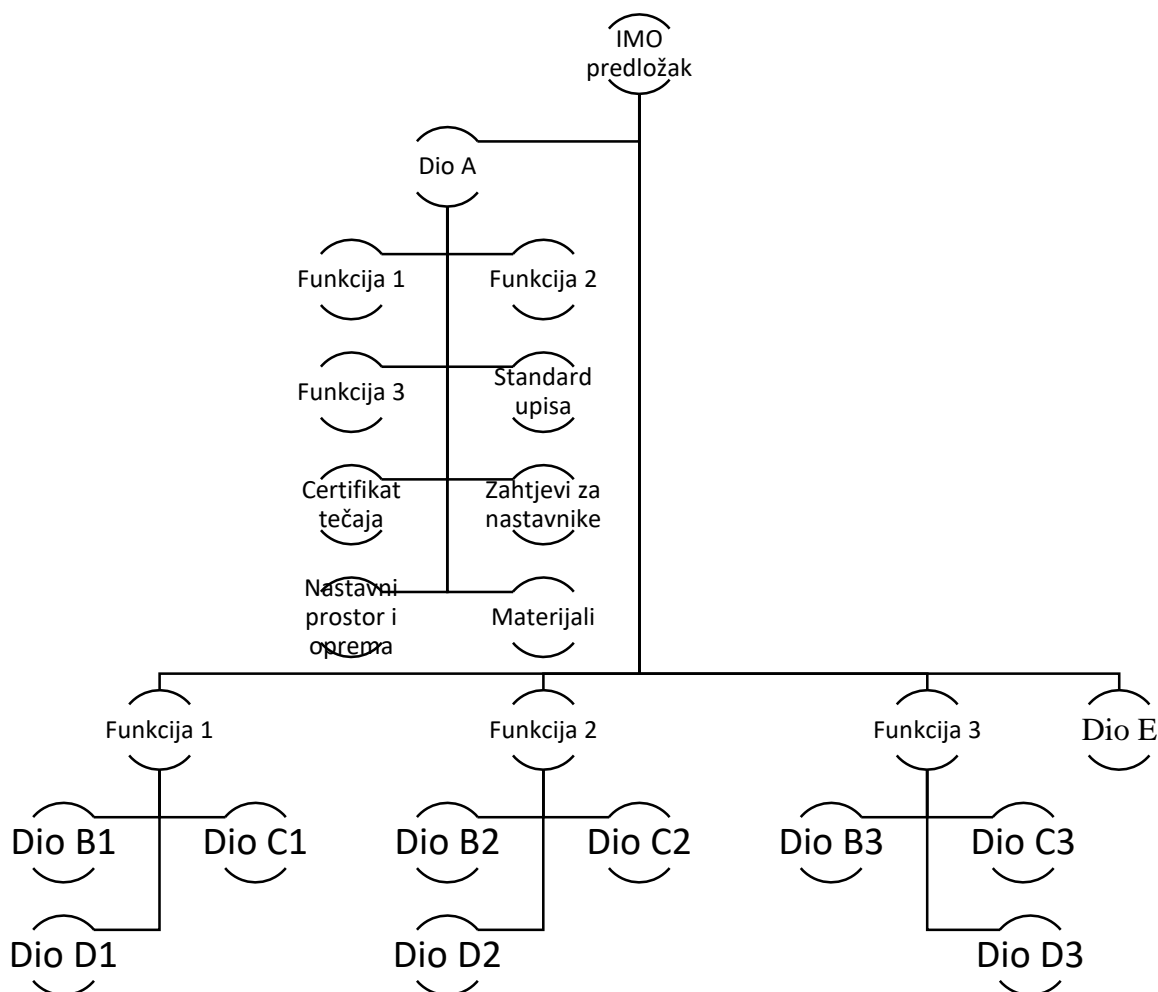 IMO
predložak
Dio A
Funkcija 1
Funkcija 2
Funkcija 3
Standard
upisa
Certifikat
tečaja
Zahtjevi za
nastavnike
Nastavni
prostor i
oprema
Materijali
Funkcija 1
Funkcija 2
Funkcija 3
Dio E
Dio B1
Dio C1
Dio B2
Dio C2
Dio B3
Dio C3
Dio D1
Dio D2
Dio D3